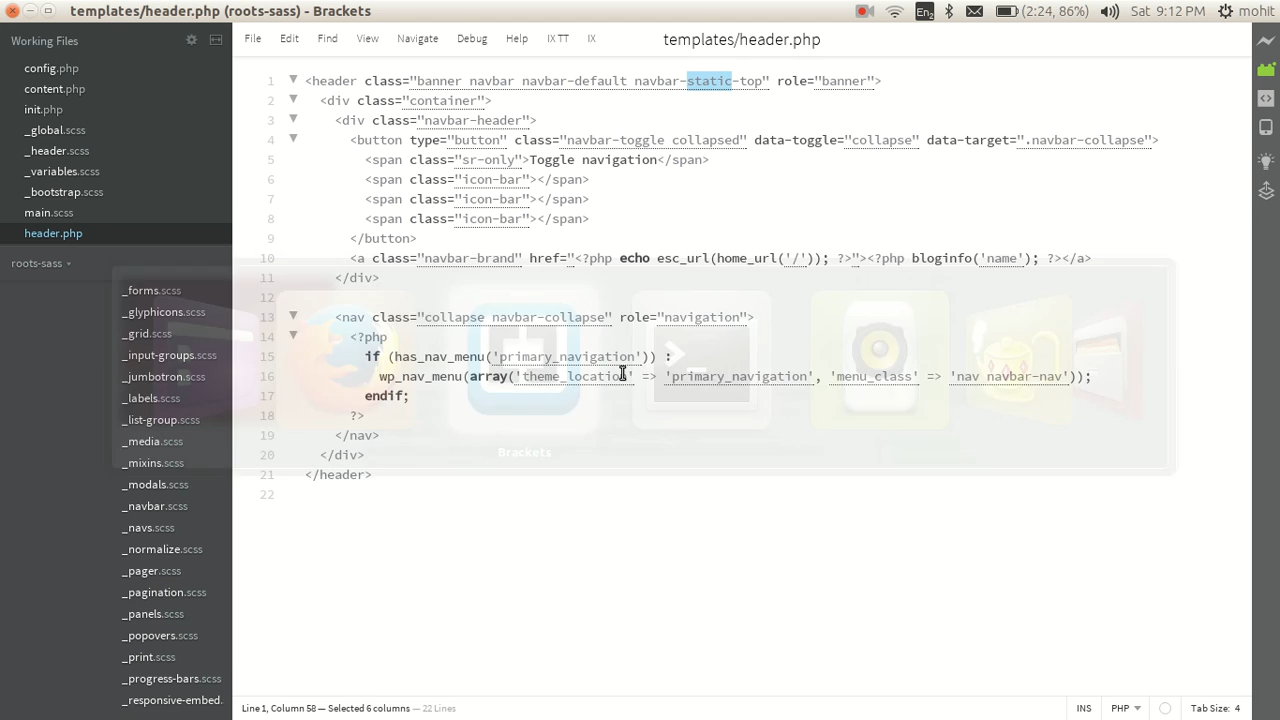 templates/header.php (roots-sass) - Brackets
En2
(2:24, 86%)
Sat 9:12 PM
mohit
Working Files
config.php
content.php
init.php
_global.scss
_header.scss
_variables.scss
_bootstrap.scss
main.scss
header.php
roots-sass
_forms.scss
_glyphicons.scss
_grid.scss
_input-groups.scss
_jumbotron.scss
_labels.scss
_list-group.scss
_media.scss
_mixins.scss
_modals.scss
_navbar.scss
_navs.scss
_normalize.scss
_pager.scss
_pagination.scss
_panels.scss
_popovers.scss
_print.scss
_progress-bars.scss
_responsive-embed.
File Edit Find View Navigate Debug Help IX TT IX
templates/header.php
1 <header class="banner navbar navbar-default navbar-static-top" role="banner">
2 <div class="container">
3 <div class="navbar-header">
4 <button type="button" class="navbar-toggle collapsed" data-toggle="collapse" data-target=".navbar-collapse">
5 <span class="sr-only">Toggle navigation</span>
6 <span class="icon-bar"></span>
7 <span class="icon-bar"></span>
8 <span class="icon-bar"></span>
9 </button>
10 <a class="navbar-brand" href="<?php echo esc_url(home_url('/')); ?>"><?php bloginfo('name'); ?></a>
11 </div>
12
13 <nav class="collapse navbar-collapse" role="navigation">
14 <?php
15 if (has_nav_menu('primary_navigation')) :
16 wp_nav_menu(array('theme_location' => 'primary_navigation', 'menu_class' => 'nav navbar-nav'));
17 endif;
18 ?>
19 </nav>
20 </div>
21 </header>
22
Brackets
Line 1, Column 58 — Selected 6 columns — 22 Lines
INS
PHP
Tab Size: 4